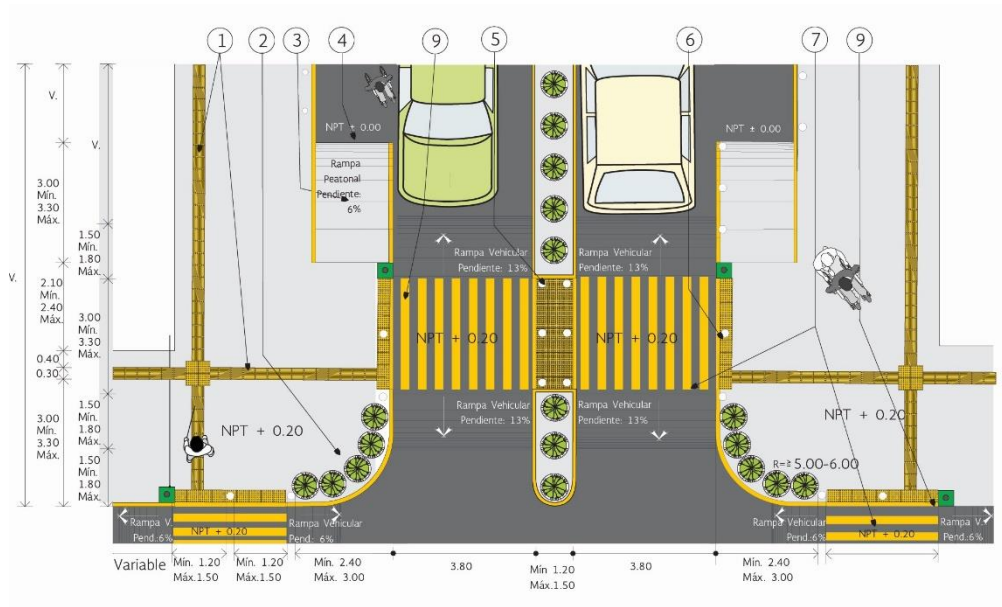 1
2
3
4
9
5
6
7
9
V.
V.
V.
3.00
Mín.
3.30
Máx.
1.50
Mín.
1.80
Máx.
2.10
Mín.
2.40
Máx.
3.00
Mín.
3.30
Máx.
0.40
0.30
3.00
Mín.
3.30
Máx.
1.50
Mín.
1.80
Máx.
1.50
Mín.
1.80
Máx.
NPT ± 0.00
Rampa
Peatonal
Pendiente:
6%
NPT ± 0.00
Rampa Vehicular
Pendiente: 13%
Rampa Vehicular
Pendiente: 13%
NPT + 0.20
NPT + 0.20
Rampa Vehicular
Pendiente: 13%
Rampa Vehicular
Pendiente: 13%
NPT + 0.20
NPT + 0.20
R=≥5.00-6.00
Rampa V.
Pend.:6%
NPT + 0.20
Rampa Vehicular
Pend.: 6%
Rampa Vehicular
Pend.:6%
NPT + 0.20
Rampa V.
Pend.:6%
Variable
Mín. 1.20
Máx.1.50
Mín. 1.20
Máx.1.50
Mín. 2.40
Máx. 3.00
3.80
Mín 1.20
Máx.1.50
3.80
Mín. 2.40
Máx. 3.00